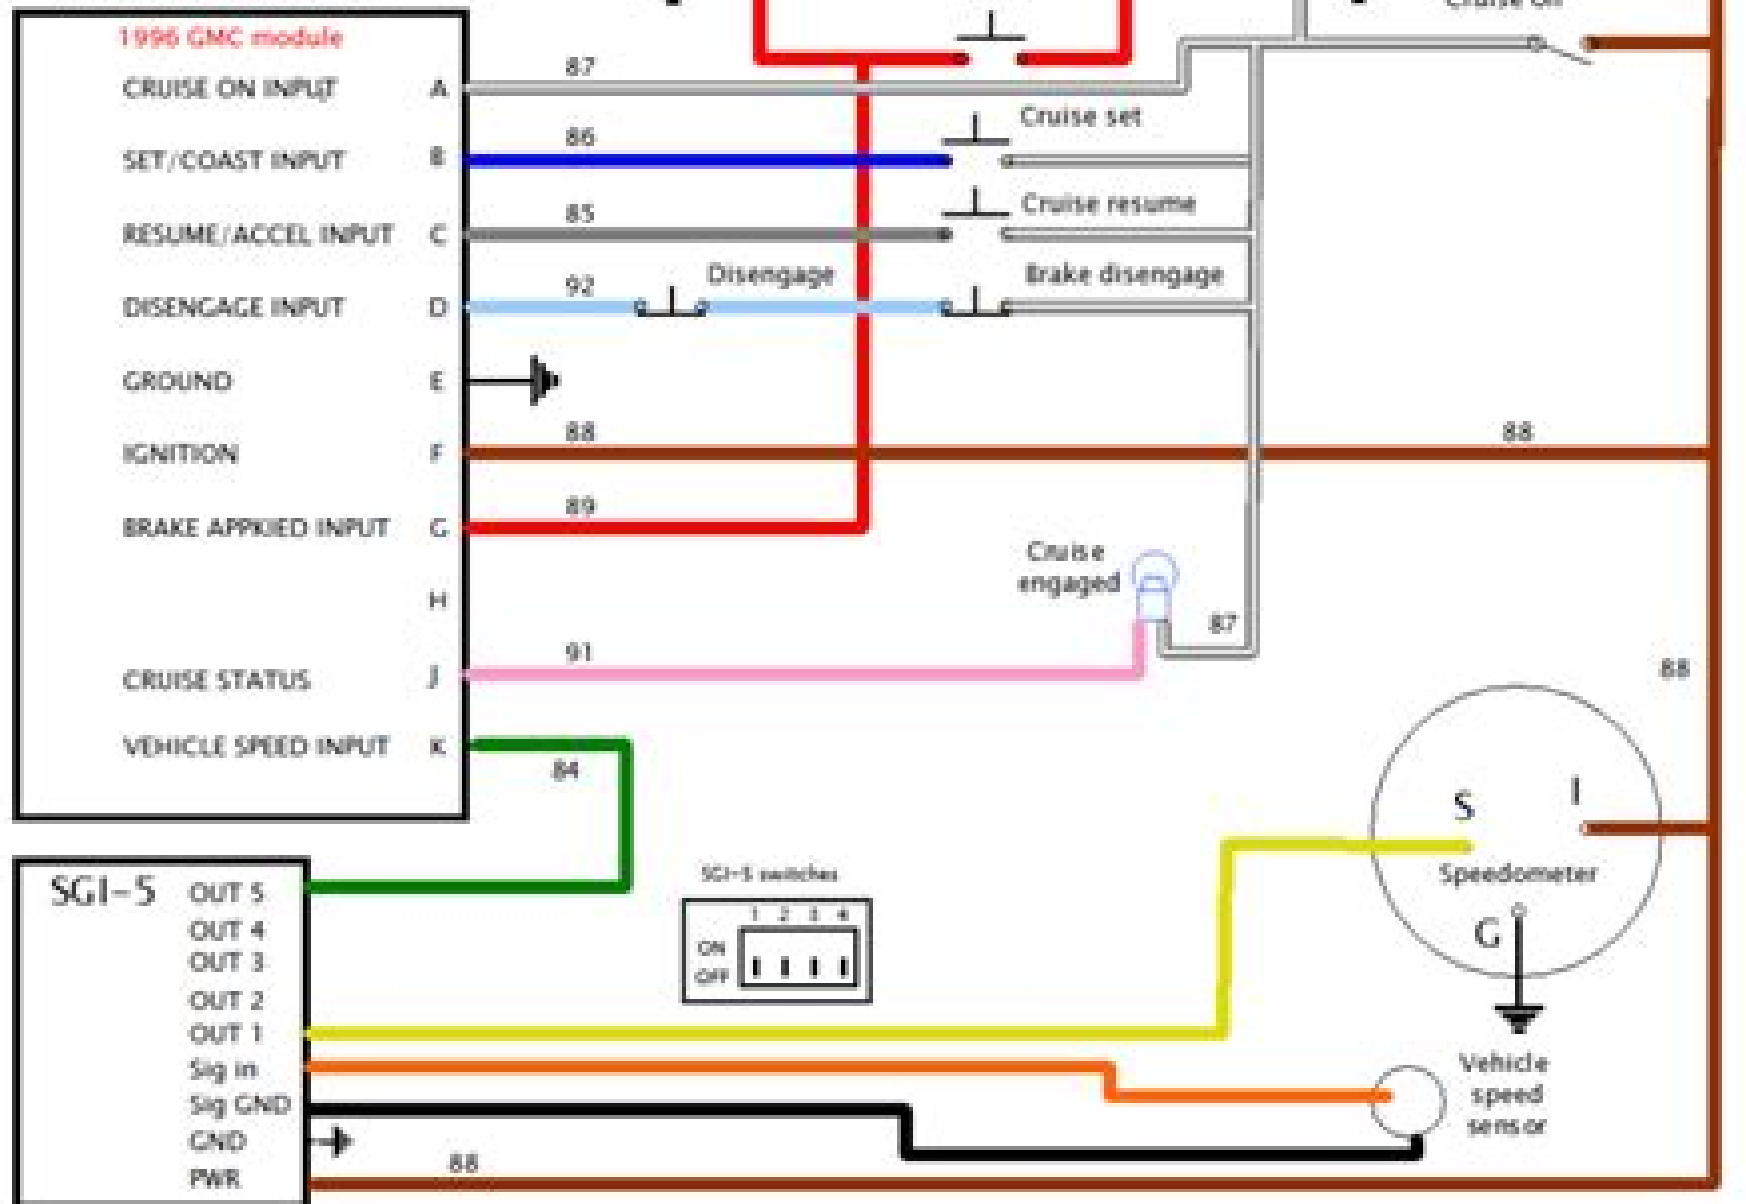 Cruise on
1996 GMC module
CRUISE ON INPUT A 87
Cruise set
SET/COAST INPUT B 86
Cruise resume
RESUME/ACCEL INPUT C 85
Disengage Brake disengage
DISENGAGE INPUT D 92
GROUND E
IGNITION F 88 88
BRAKE APPKIED INPUT G 89
Cruise
engaged
H
87
CRUISE STATUS J 91
88
VEHICLE SPEED INPUT K
84
S I
Speedometer
G
SGI-5 switches
1 2 3 4
ON
OFF
SGI-5 OUT 5
OUT 4
OUT 3
OUT 2
OUT 1
Sig in
Sig GND
GND
PWR
88
Vehicle
speed
sensor